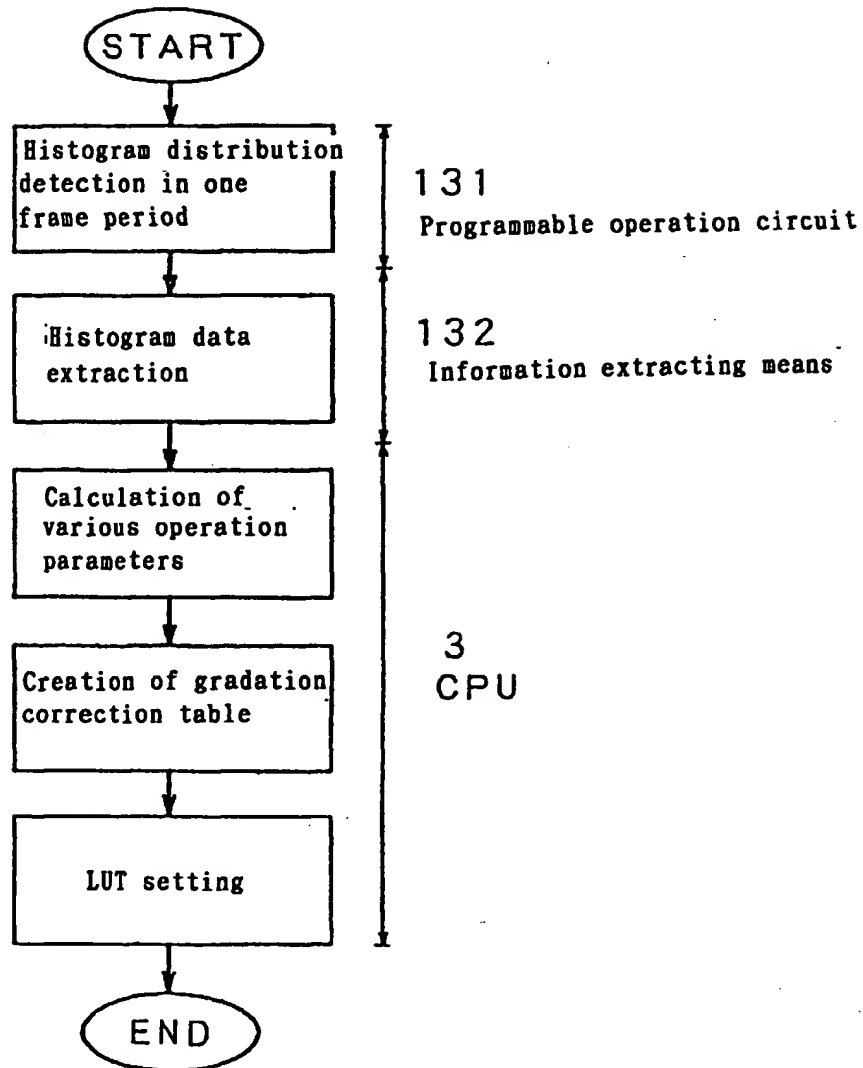 START
Histogram distribution
detection in one
frame period
131
Programmable operation circuit
Histogram data
extraction
132
Information extracting means
Calculation of
various operation
parameters
Creation of gradation
correction table
3
CPU
LUT setting
END